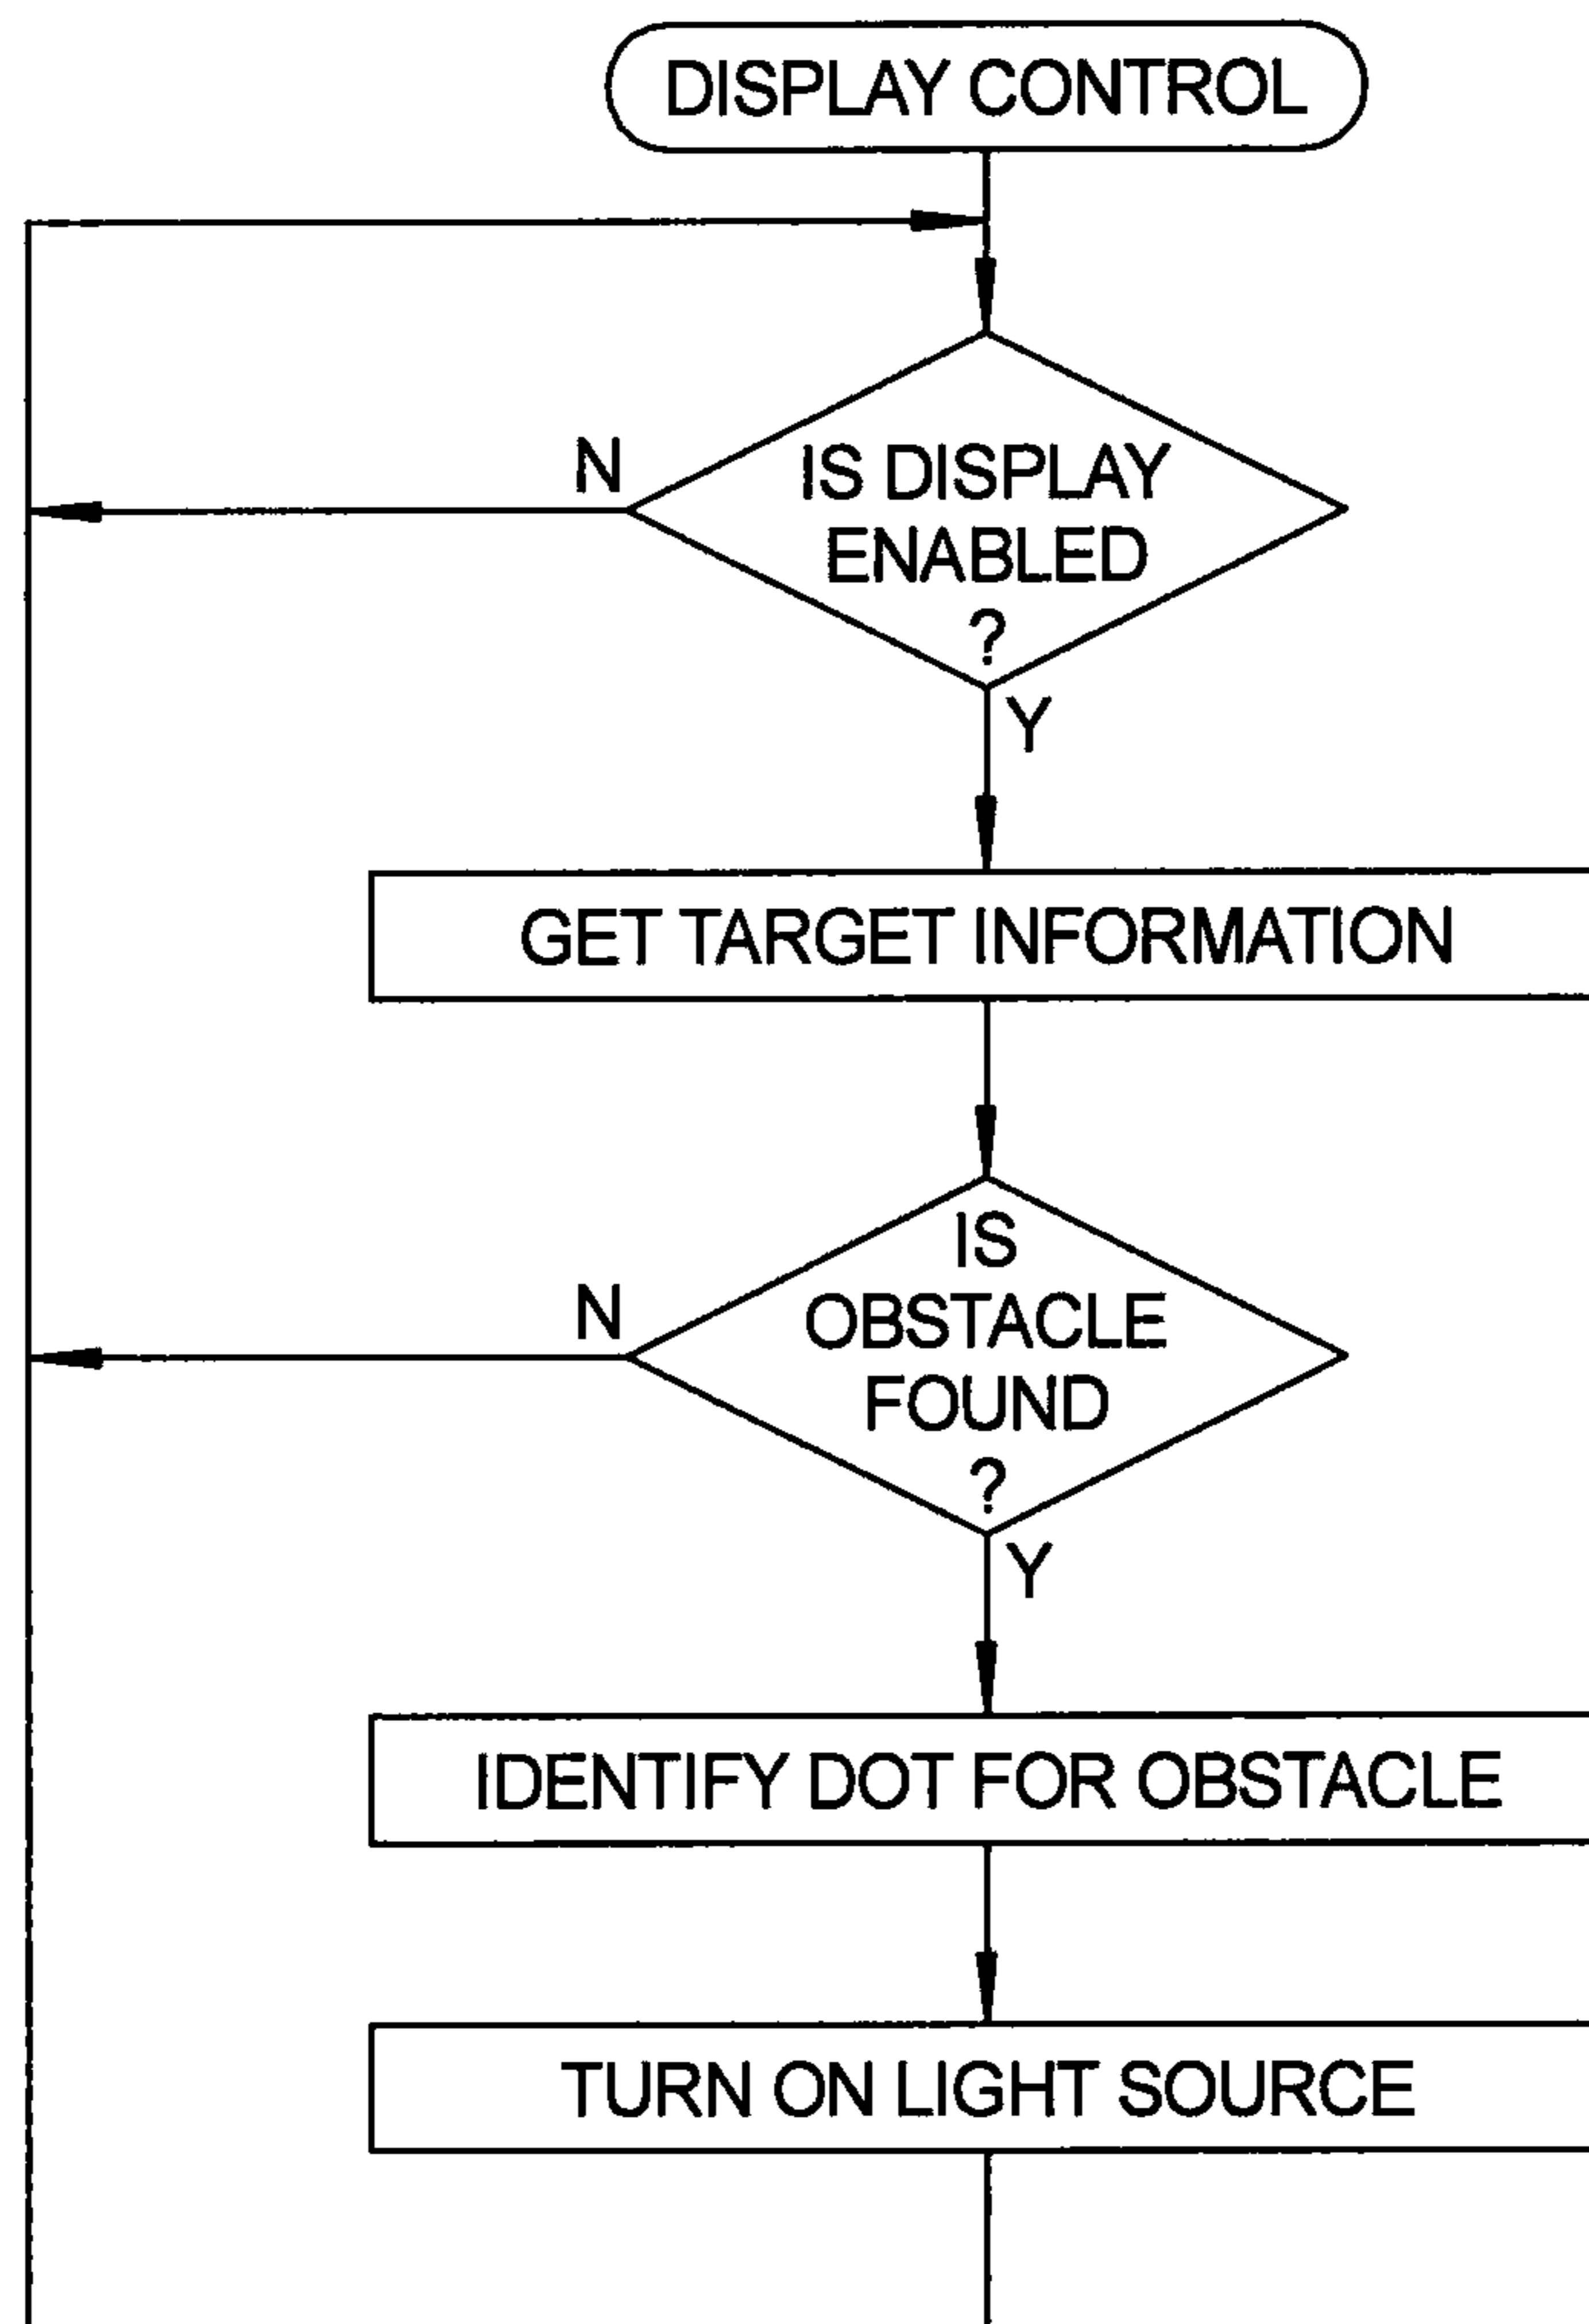 DISPLAY CONTROL
N
IS DISPLAY
ENABLED
?
Y
GET TARGET INFORMATION
IS
N
OBSTACLE
FOUND
?
Y
IDENTIFY DOT FOR OBSTACLE
TURN ON LIGHT SOURCE